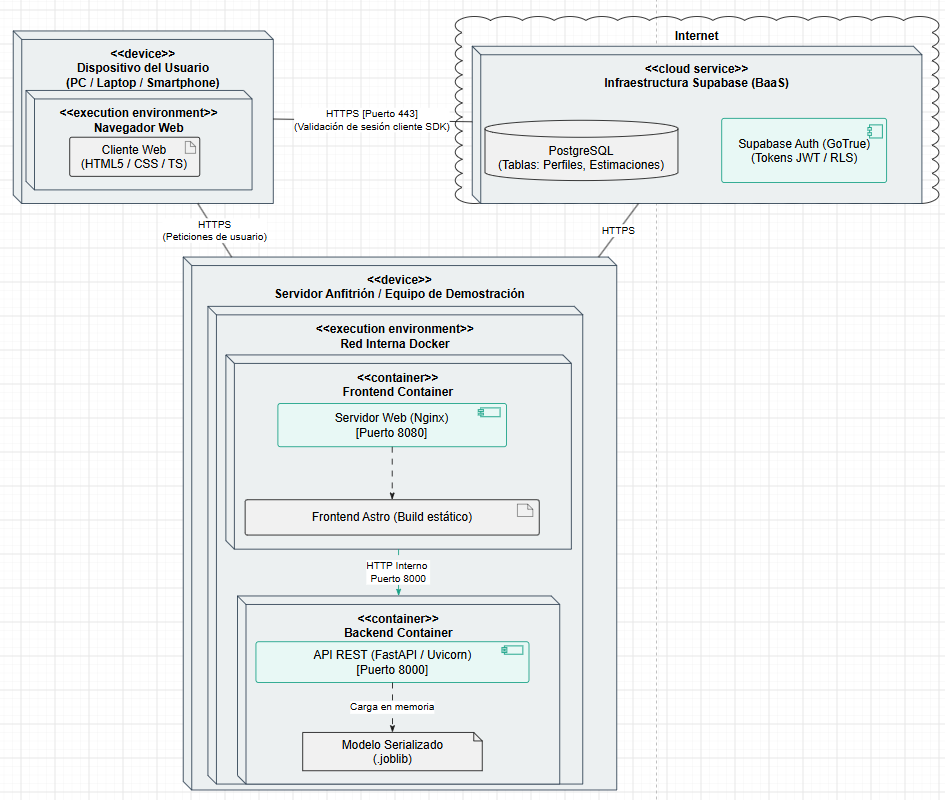 <<device>>
Dispositivo del Usuario
(PC / Laptop / Smartphone)
<<execution environment>>
Navegador Web
Cliente Web
(HTML5 / CSS / TS)
HTTPS [Puerto 443]
(Validación de sesión cliente SDK)
Internet
<<cloud service>>
Infraestructura Supabase (BaaS)
PostgreSQL
(Tablas: Perfiles, Estimaciones)
Supabase Auth (GoTrue)
(Tokens JWT / RLS)
HTTPS
(Peticiones de usuario)
HTTPS
<<device>>
Servidor Anfitrión / Equipo de Demostración
<<execution environment>>
Red Interna Docker
<<container>>
Frontend Container
Servidor Web (Nginx)
[Puerto 8080]
Frontend Astro (Build estático)
HTTP Interno
Puerto 8000
<<container>>
Backend Container
API REST (FastAPI / Uvicorn)
[Puerto 8000]
Carga en memoria
Modelo Serializado
(.joblib)